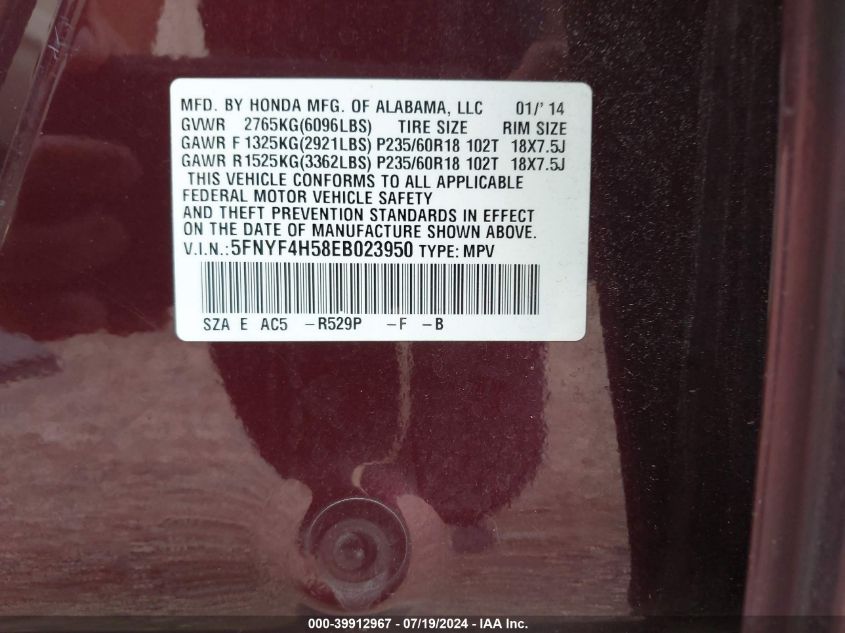 MFD. BY HONDA MFG. OF ALABAMA, LLC 01/' 14
GVWR 2765KG(6096LBS) TIRE SIZE RIM SIZE
GAWR F 1325KG(2921LBS) P235/60R18 102T 18X7.5J
GAWR R 1525KG(3362LBS) P235/60R18 102T 18X7.5J
THIS VEHICLE CONFORMS TO ALL APPLICABLE
FEDERAL MOTOR VEHICLE SAFETY
AND THEFT PREVENTION STANDARDS IN EFFECT
ON THE DATE OF MANUFACTURE SHOWN ABOVE.
V.I.N.: 5FNYF4H58EB023950 TYPE: MPV
SZA E AC5 -R529P -F -B
000-39912967 - 07/19/2024 - IAA Inc.